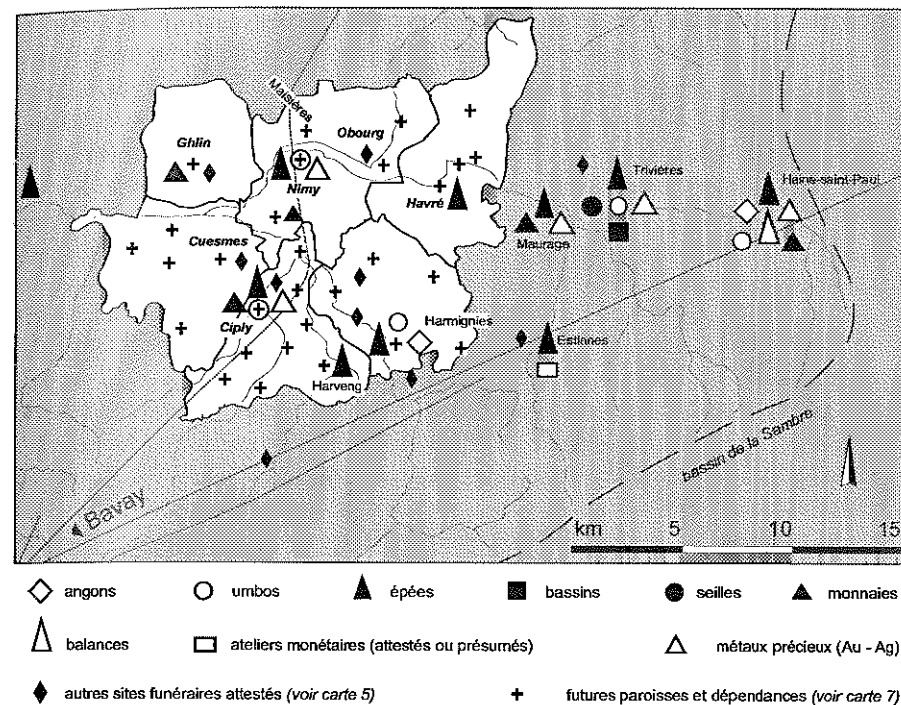 Maisières
Ghlin
Obourg
Nimy
Havré
Trivières
Haine-saint-Paul
Maurage
Cuesmes
Ciply
Harmignies
Estinnes
Harveng
Bavay
bassin de la Sambre
km 5 10 15
angons umbos épées bassins seilles monnaies
balances ateliers monétaires (attestés ou présumés) métaux précieux (Au - Ag)
autres sites funéraires attestés (voir carte 5) futures paroisses et dépendances (voir carte 7)